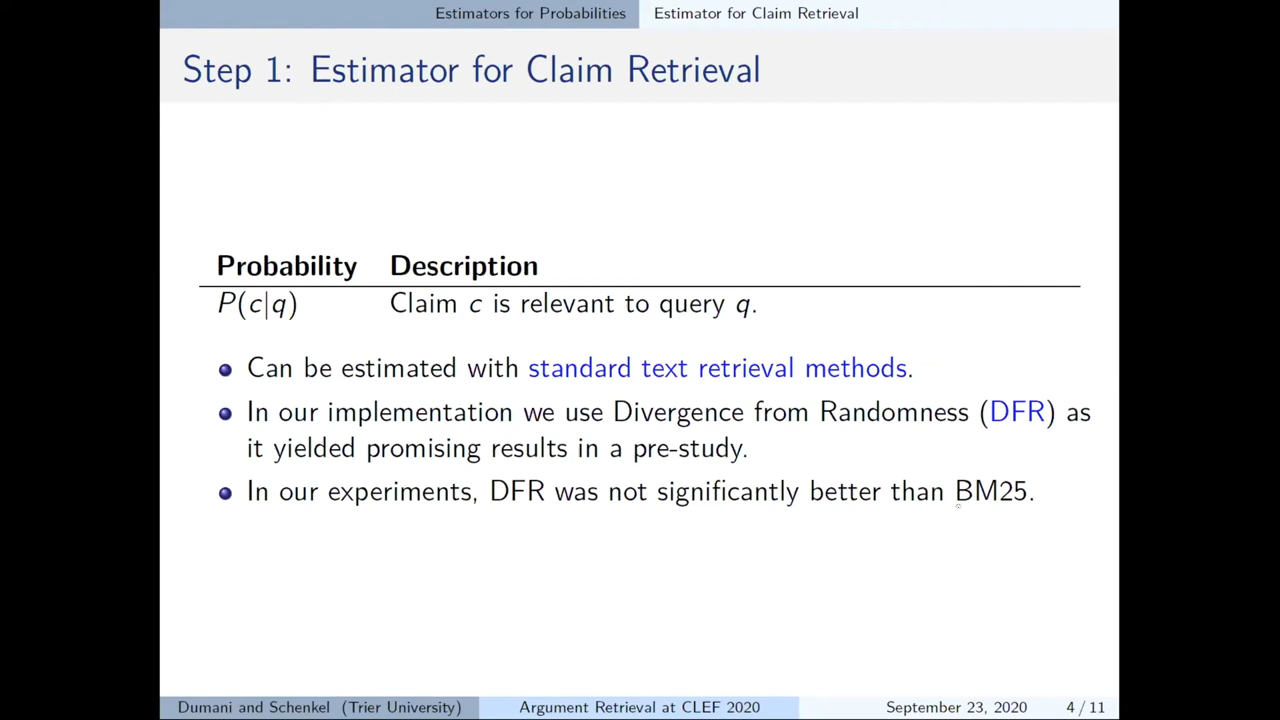 Estimators for Probabilities Estimator for Claim Retrieval
Step 1: Estimator for Claim Retrieval
Probability Description
P(c|q) Claim c is relevant to query q.
Can be estimated with standard text retrieval methods.
In our implementation we use Divergence from Randomness (DFR) as
it yielded promising results in a pre-study.
In our experiments, DFR was not significantly better than BM25.
Dumani and Schenkel (Trier University) Argument Retrieval at CLEF 2020 September 23, 2020 4 / 11